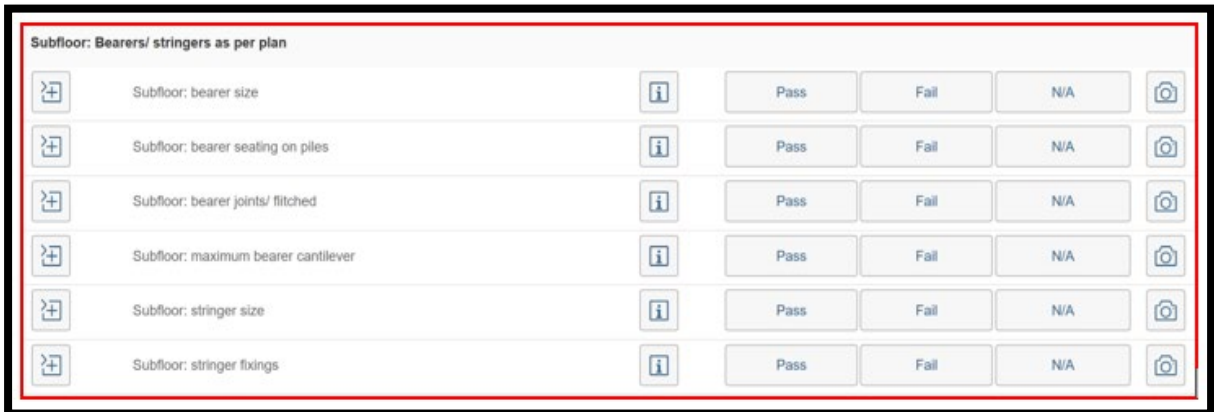 Subfloor: Bearers/ stringers as per plan
Subfloor: bearer size Pass Fail N/A
Subfloor: bearer seating on piles Pass Fail N/A
Subfloor: bearer joints/ flitched Pass Fail N/A
Subfloor: maximum bearer cantilever Pass Fail N/A
Subfloor: stringer size Pass Fail N/A
Subfloor: stringer fixings Pass Fail N/A